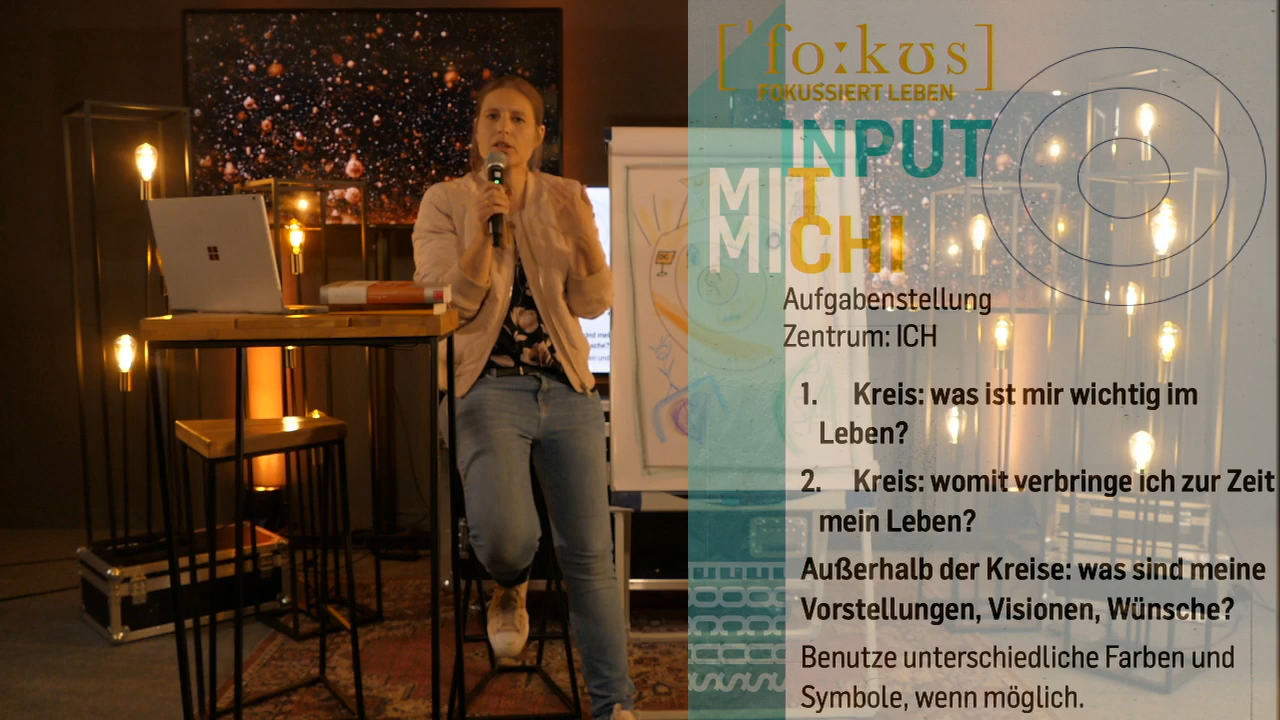 ['fo:kʊs]
FOKUSSIERT LEBEN
INPUT
MIT
MICHI
Aufgabenstellung
Zentrum: ICH
1. Kreis: was ist mir wichtig im
Leben?
2. Kreis: womit verbringe ich zur Zeit
mein Leben?
Außerhalb der Kreise: was sind meine
Vorstellungen, Visionen, Wünsche?
Benutze unterschiedliche Farben und
Symbole, wenn möglich.